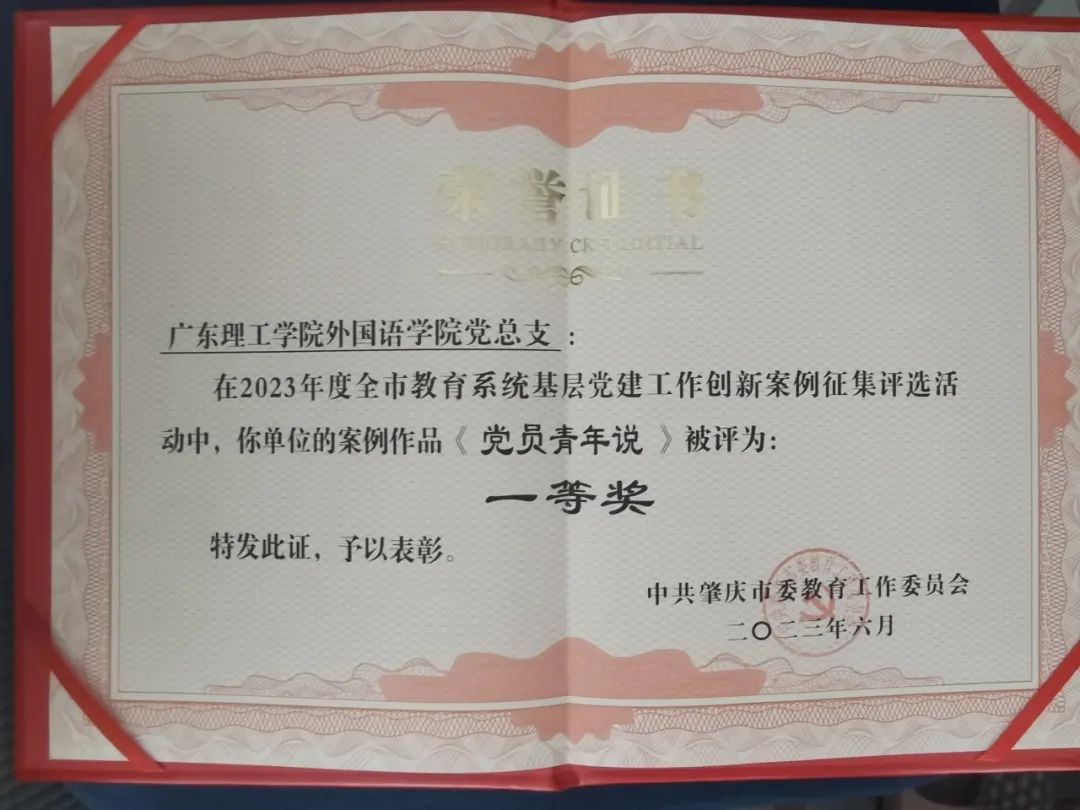 荣誉证书
HONORARY CREDENTIAL
广东理工学院外国语学院党总支：
在2023年度全市教育系统基层党建工作创新案例征集评选活
动中，你单位的案例作品《党员青年说》被评为：
一等奖
特发此证，予以表彰。
中共肇庆市委教育工作委员会
二〇二三年六月